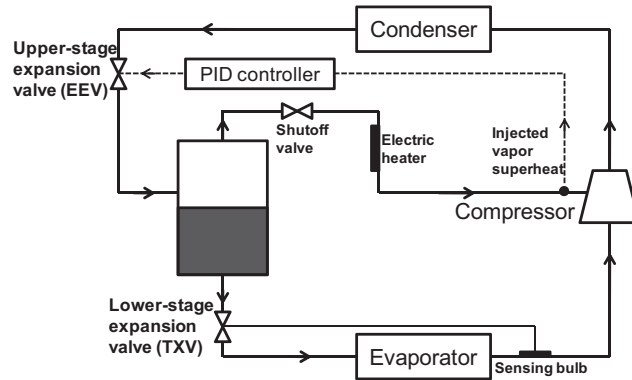 Condenser
Upper-stage
expansion
valve (EEV)
PID controller
Shutoff
valve
Electric
heater
Injected
vapor
superheat
Compressor
Lower-stage
expansion
valve (TXV)
Evaporator
Sensing bulb